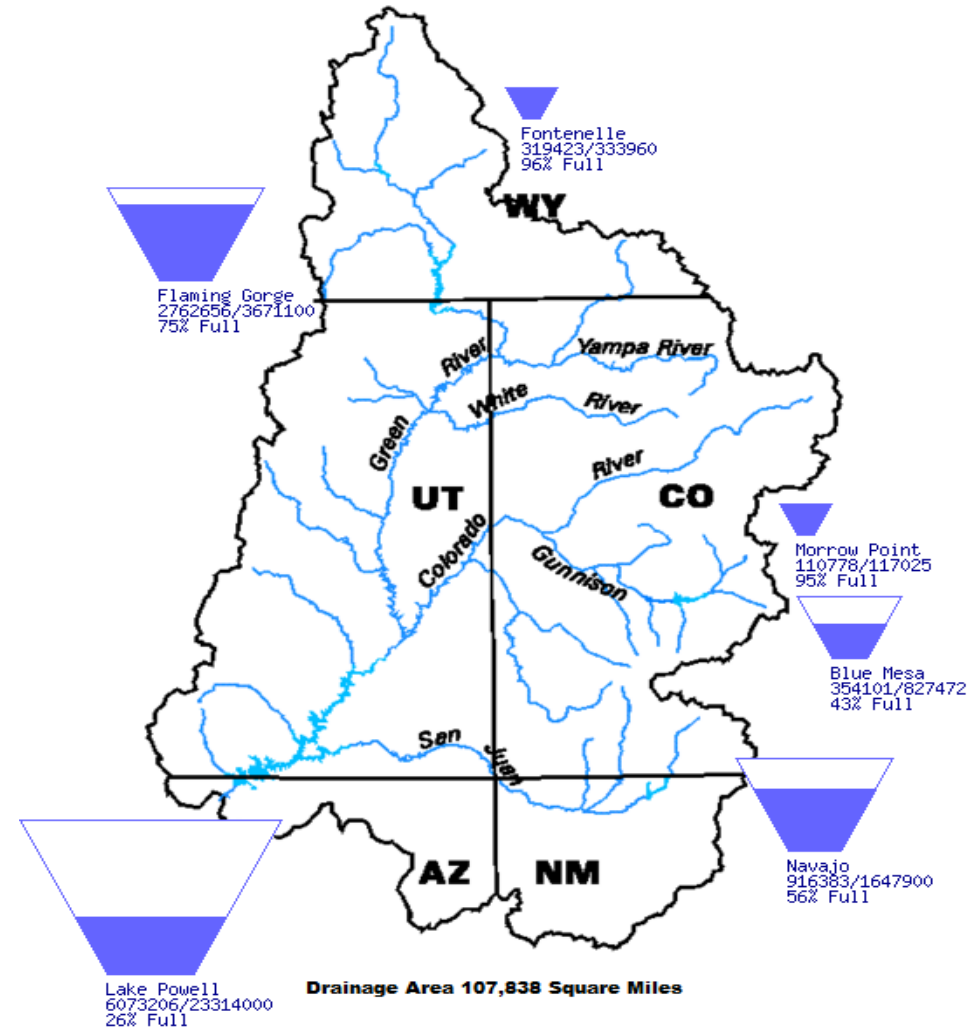 Fontenelle
319423/333960
96% Full
WY
Flaming Gorge
2762656/3671100
75% Full
River
Yampa River
White
River
Green
River
UT
CO
Colorado
Gunnison
Morrow Point
110778/117025
95% Full
Blue Mesa
354101/827472
43% Full
San
Juan
Navajo
916383/1647900
56% Full
AZ
NM
Lake Powell
6073206/23314000
26% Full
Drainage Area 107,838 Square Miles